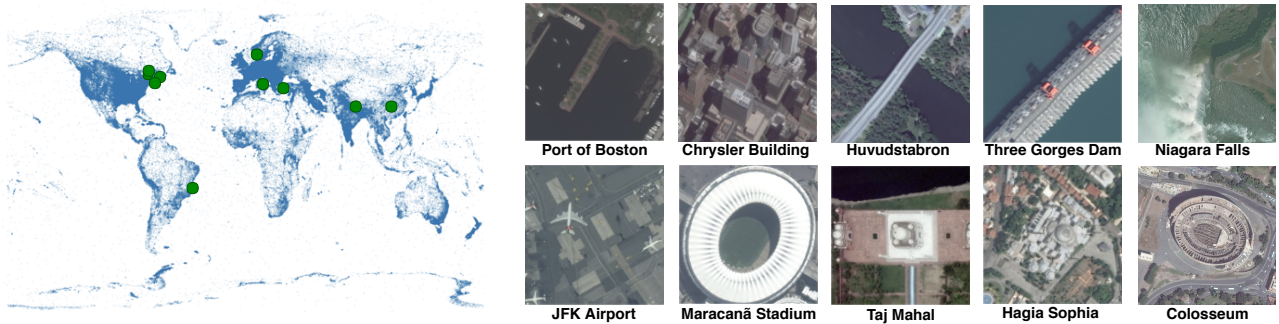 Port of Boston
Chrysler Building
Huvudstabron
Three Gorges Dam
Niagara Falls
JFK Airport
Maracanã Stadium
Taj Mahal
Hagia Sophia
Colosseum